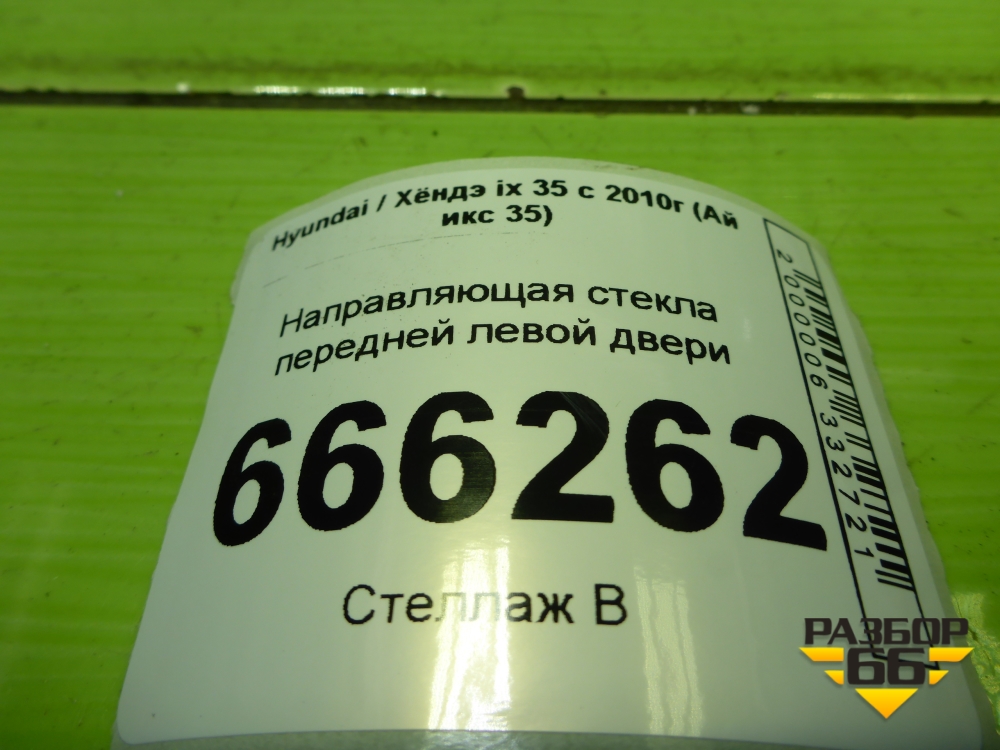 Hyundai / Хёндэ ix 35 с 2010г (Ай
икс 35)
Направляющая стекла
передней левой двери
666262
Стеллаж В
2000006332721
РАЗБОР
66